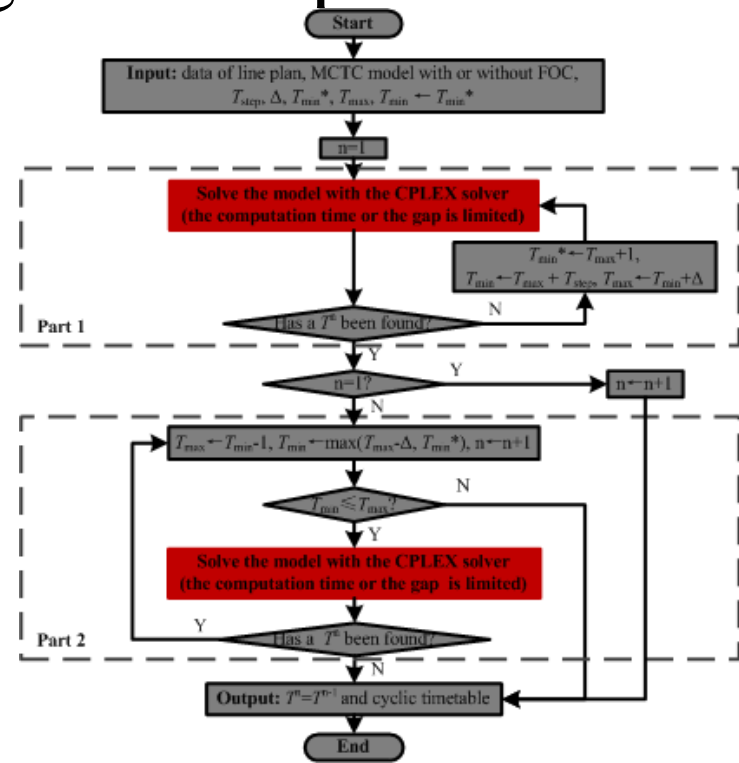 Start
Input: data of line plan, MCTC model with or without FOC,
Tstep, Δ, Tmin*, Tmax, Tmin ← Tmin*
n=1
Solve the model with the CPLEX solver
(the computation time or the gap is limited)
Tmin*←Tmax+1,
Tmin←Tmax + Tstep, Tmax←Tmin+Δ
Has a Tⁿ been found?
N
Part 1
Y
n=1?
Y
n←n+1
N
Tmax←Tmin-1, Tmin←max(Tmax-Δ, Tmin*), n←n+1
Tmin≤Tmax?
N
Y
Solve the model with the CPLEX solver
(the computation time or the gap is limited)
Y
Has a Tⁿ been found?
Part 2
N
Output: Tⁿ=Tⁿ⁻¹ and cyclic timetable
End